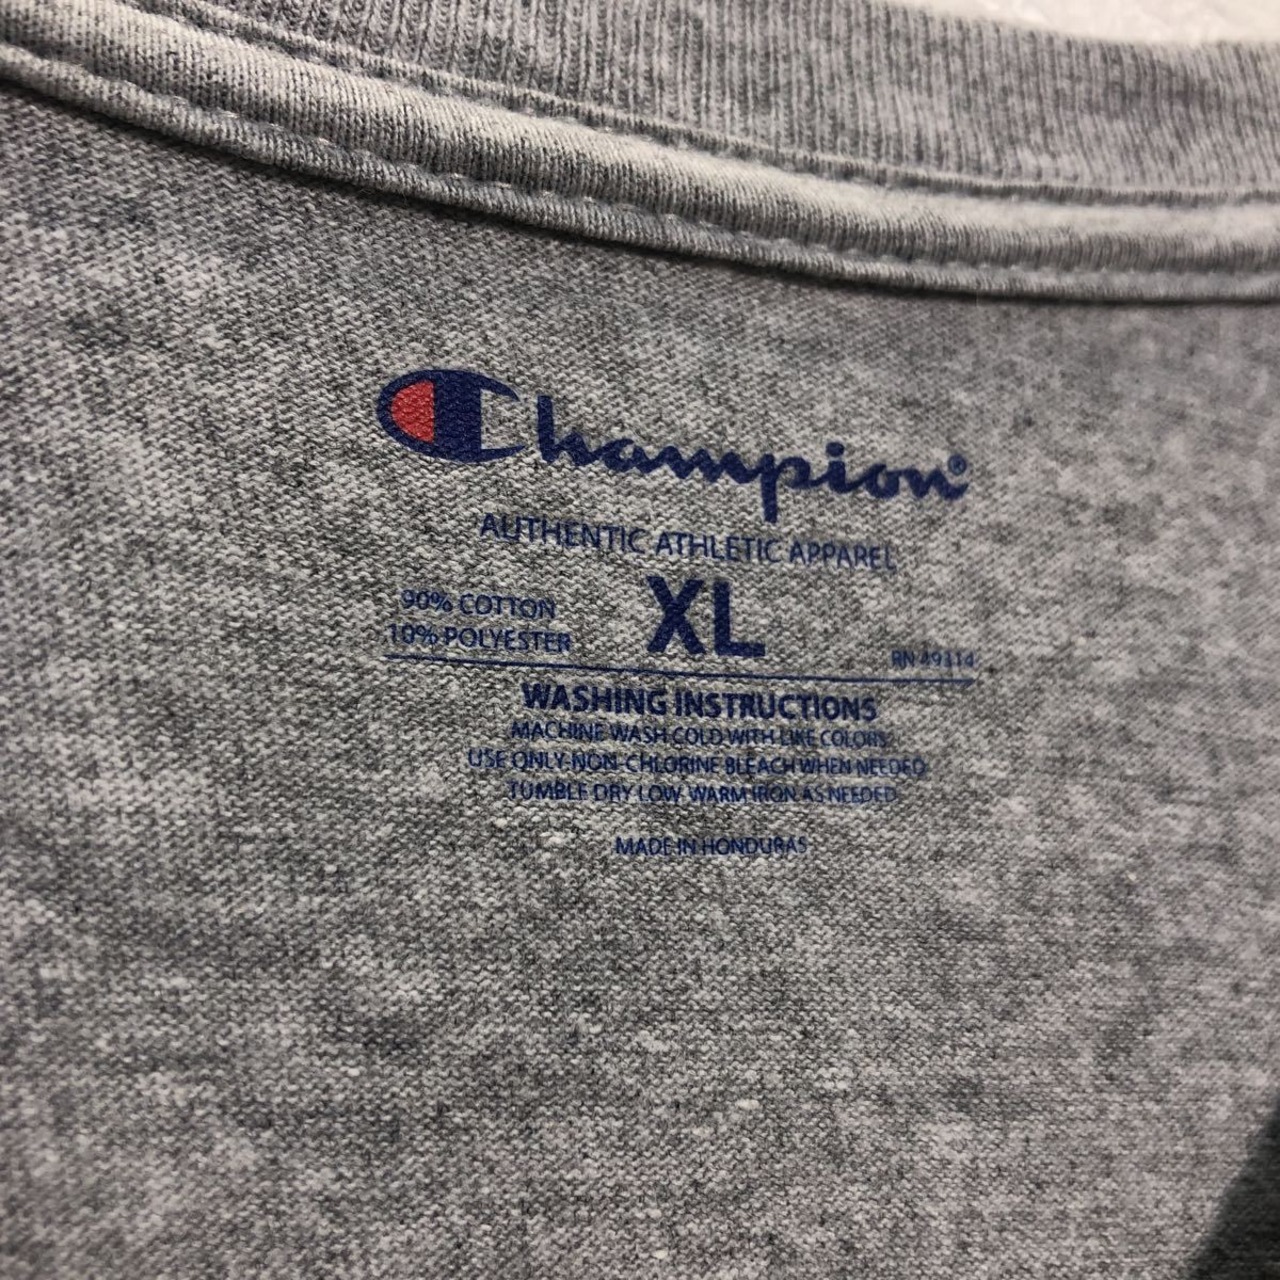 Champion®
AUTHENTIC ATHLETIC APPAREL
90% COTTON
10% POLYESTER
XL
RN 49314
WASHING INSTRUCTIONS
MACHINE WASH COLD WITH LIKE COLORS
USE ONLY NON-CHLORINE BLEACH WHEN NEEDED
TUMBLE DRY LOW WARM IRON AS NEEDED
MADE IN HONDURAS